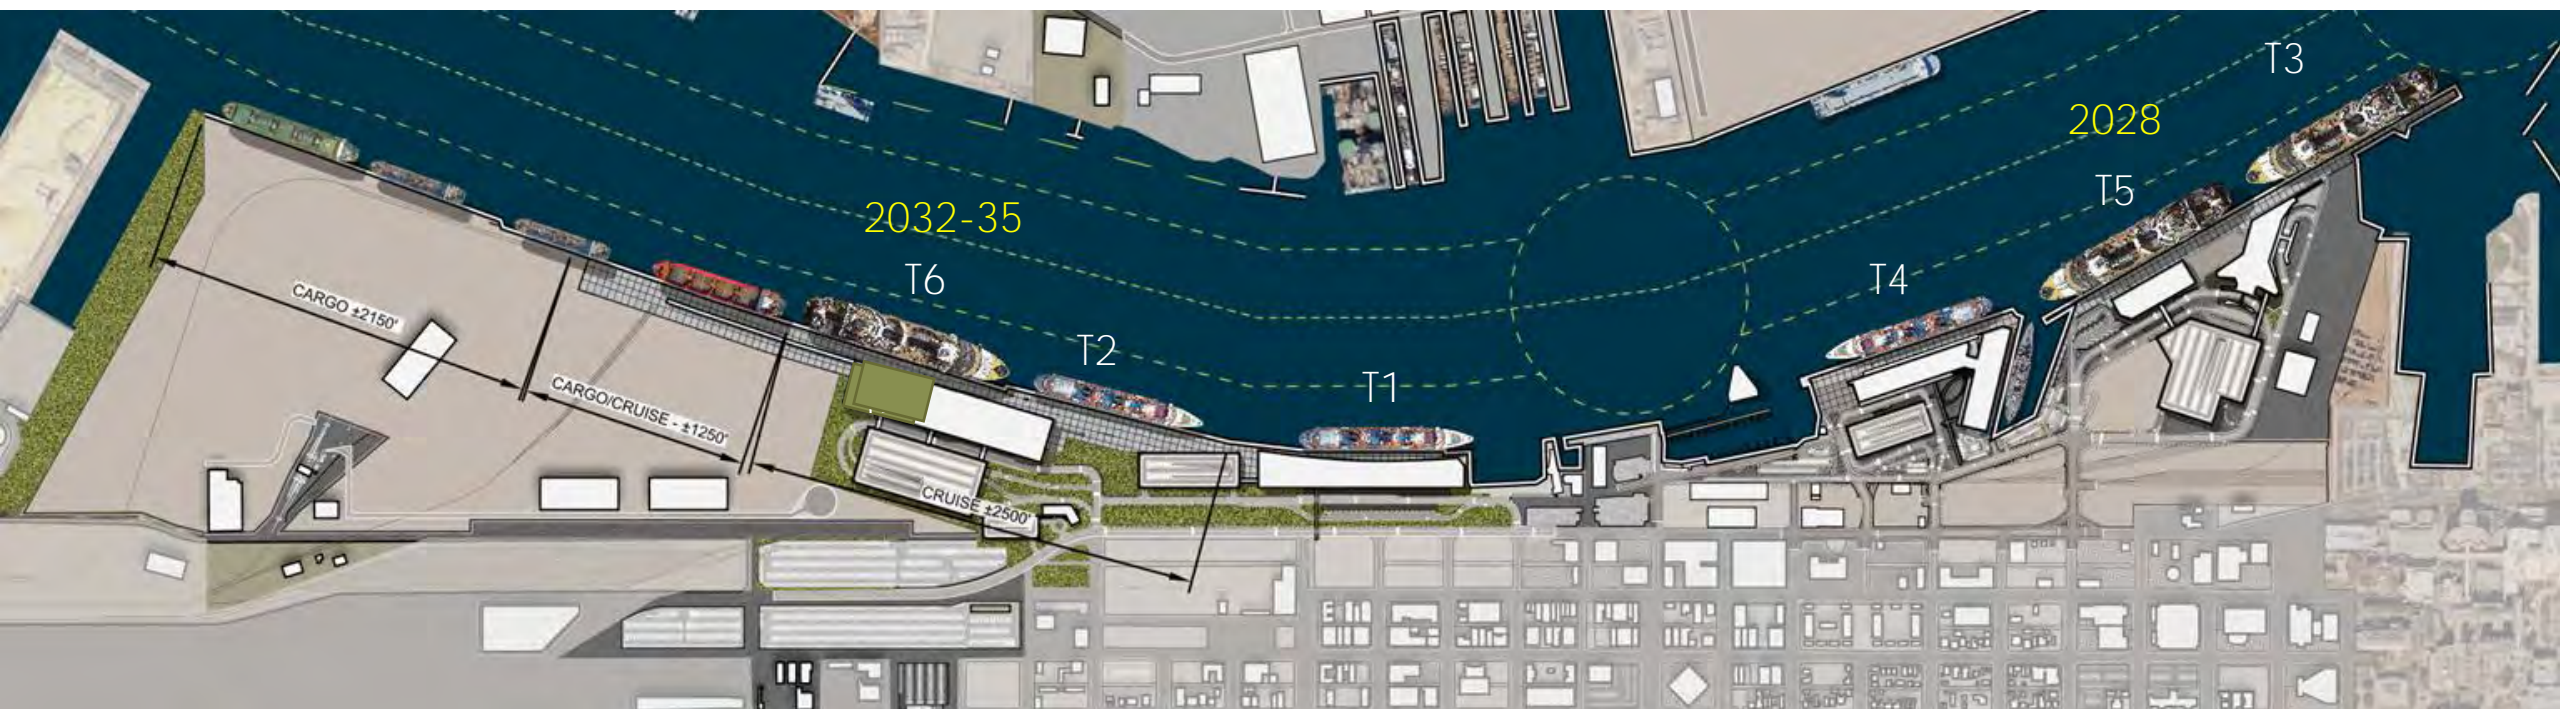 T3
2028
T5
2032-35
T6
T4
CARGO ±2150'
T2
T1
CARGO/CRUISE - ±1250'
CRUISE ±2500'